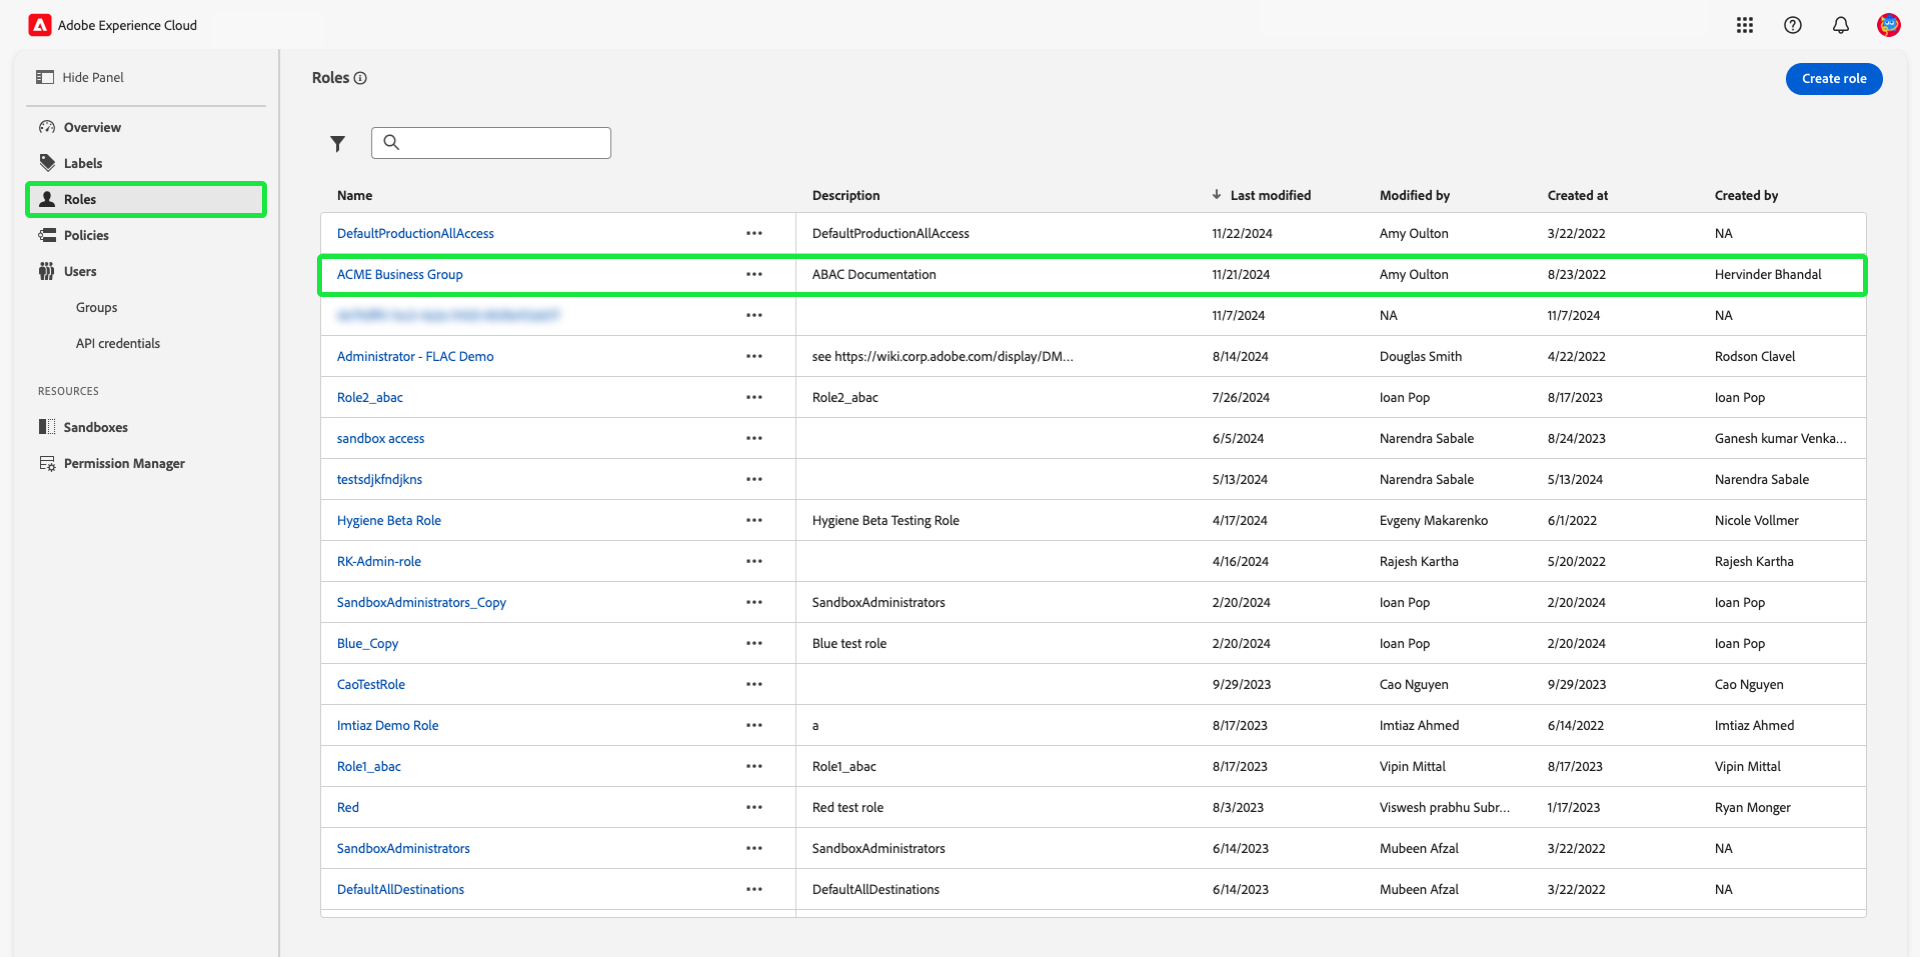 Adobe Experience Cloud
Hide Panel
Overview
Labels
Roles
Policies
Users
Groups
API credentials
RESOURCES
Sandboxes
Permission Manager
Roles
Create role
Name Description Last modified Modified by Created at Created by
DefaultProductionAllAccess ••• DefaultProductionAllAccess 11/22/2024 Amy Oulton 3/22/2022 NA
ACME Business Group ••• ABAC Documentation 11/21/2024 Amy Oulton 8/23/2022 Hervinder Bhandal
••• 11/7/2024 NA 11/7/2024 NA
Administrator - FLAC Demo ••• see https://wiki.corp.adobe.com/display/DM... 8/14/2024 Douglas Smith 4/22/2022 Rodson Clavel
Role2_abac ••• Role2_abac 7/26/2024 Ioan Pop 8/17/2023 Ioan Pop
sandbox access ••• 6/5/2024 Narendra Sabale 8/24/2023 Ganesh kumar Venka...
testsdjkfndjkns ••• 5/13/2024 Narendra Sabale 5/13/2024 Narendra Sabale
Hygiene Beta Role ••• Hygiene Beta Testing Role 4/17/2024 Evgeny Makarenko 6/1/2022 Nicole Vollmer
RK-Admin-role ••• 4/16/2024 Rajesh Kartha 5/20/2022 Rajesh Kartha
SandboxAdministrators_Copy ••• SandboxAdministrators 2/20/2024 Ioan Pop 2/20/2024 Ioan Pop
Blue_Copy ••• Blue test role 2/20/2024 Ioan Pop 2/20/2024 Ioan Pop
CaoTestRole ••• 9/29/2023 Cao Nguyen 9/29/2023 Cao Nguyen
Imtiaz Demo Role ••• a 8/17/2023 Imtiaz Ahmed 6/14/2022 Imtiaz Ahmed
Role1_abac ••• Role1_abac 8/17/2023 Vipin Mittal 8/17/2023 Vipin Mittal
Red ••• Red test role 8/3/2023 Viswesh prabhu Subr... 1/17/2023 Ryan Monger
SandboxAdministrators ••• SandboxAdministrators 6/14/2023 Mubeen Afzal 3/22/2022 NA
DefaultAllDestinations ••• DefaultAllDestinations 6/14/2023 Mubeen Afzal 3/22/2022 NA